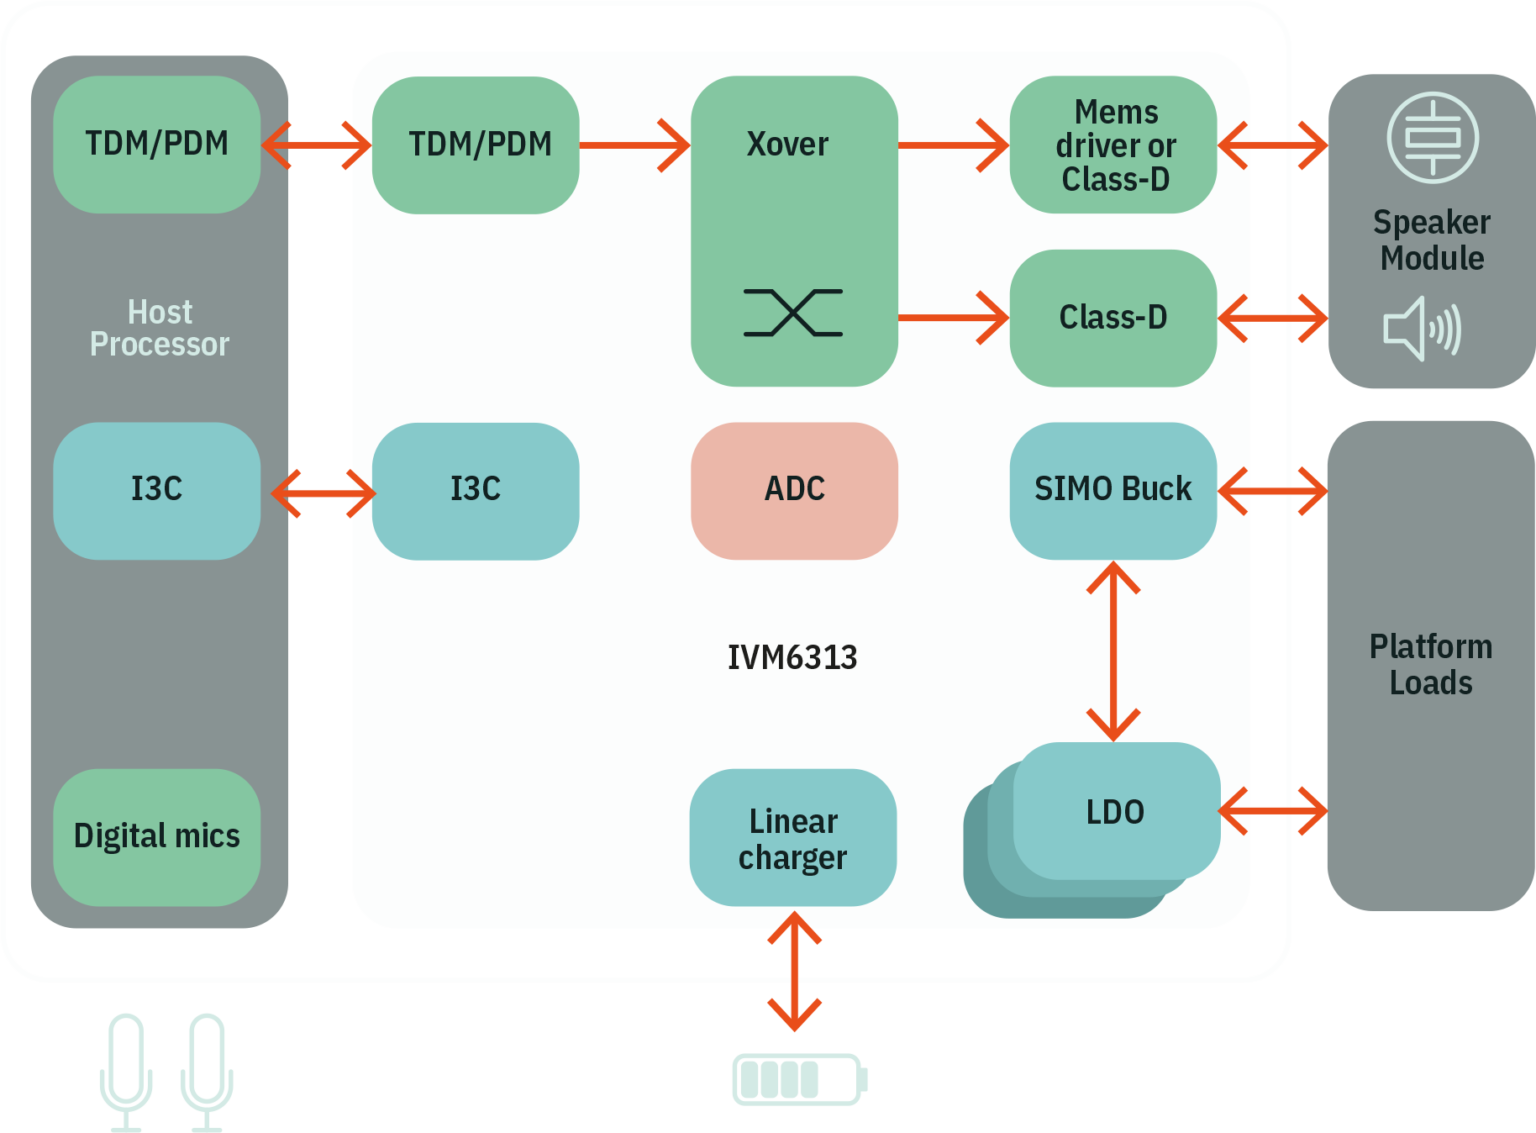 TDM/PDM
TDM/PDM
Xover
Mems
driver or
Class-D
Speaker
Module
Host
Processor
Class-D
I3C
I3C
ADC
SIMO Buck
IVM6313
Platform
Loads
Digital mics
Linear
charger
LDO